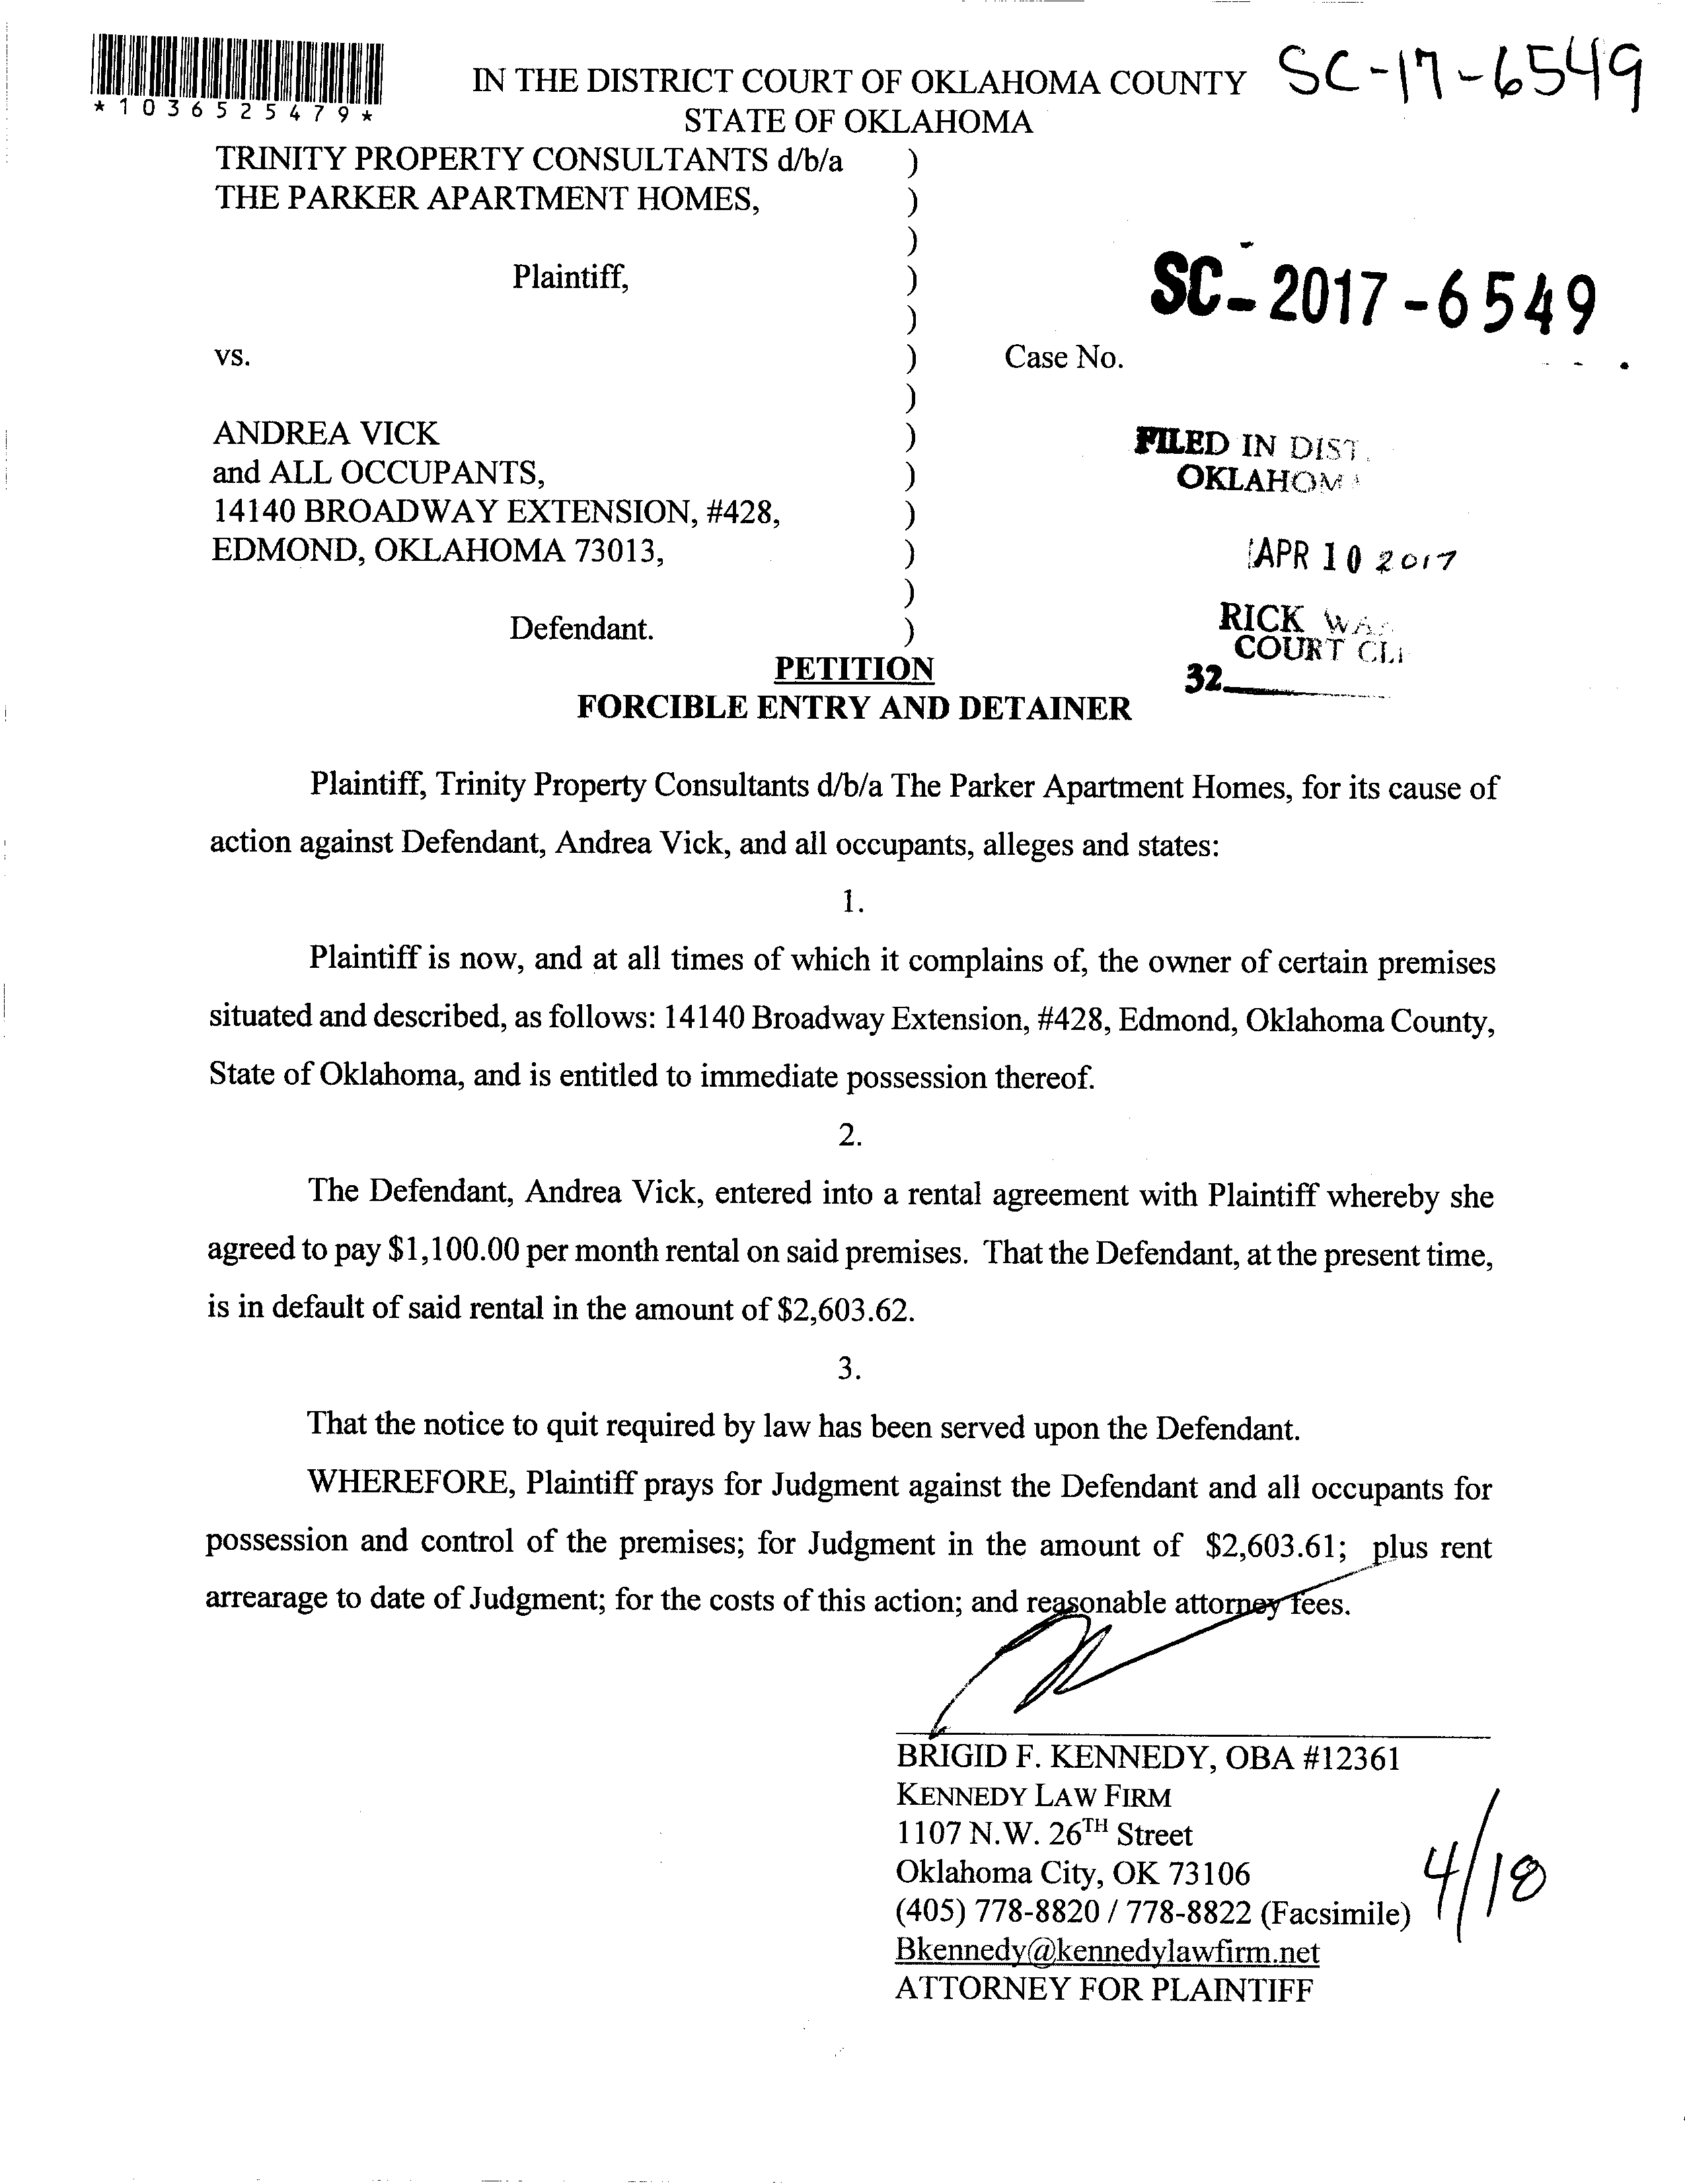 SC-17-6549
*1036525479*
IN THE DISTRICT COURT OF OKLAHOMA COUNTY
STATE OF OKLAHOMA
TRINITY PROPERTY CONSULTANTS d/b/a )
THE PARKER APARTMENT HOMES, )
)
Plaintiff, )
SC-2017-6549
)
vs. ) Case No.
)
ANDREA VICK )
and ALL OCCUPANTS, )
14140 BROADWAY EXTENSION, #428, )
EDMOND, OKLAHOMA 73013, )
)
Defendant. )
FILED IN DIST.
OKLAHOMA
APR 10 2017
RICK
COURT
32
PETITION
FORCIBLE ENTRY AND DETAINER
Plaintiff, Trinity Property Consultants d/b/a The Parker Apartment Homes, for its cause of
action against Defendant, Andrea Vick, and all occupants, alleges and states:
1.
Plaintiff is now, and at all times of which it complains of, the owner of certain premises
situated and described, as follows: 14140 Broadway Extension, #428, Edmond, Oklahoma County,
State of Oklahoma, and is entitled to immediate possession thereof.
2.
The Defendant, Andrea Vick, entered into a rental agreement with Plaintiff whereby she
agreed to pay $1,100.00 per month rental on said premises. That the Defendant, at the present time,
is in default of said rental in the amount of $2,603.62.
3.
That the notice to quit required by law has been served upon the Defendant.
WHEREFORE, Plaintiff prays for Judgment against the Defendant and all occupants for
possession and control of the premises; for Judgment in the amount of $2,603.61; plus rent
arrearage to date of Judgment; for the costs of this action; and reasonable attorney fees.
BRIGID F. KENNEDY, OBA #12361
KENNEDY LAW FIRM
1107 N.W. 26TH Street
Oklahoma City, OK 73106
(405) 778-8820 / 778-8822 (Facsimile)
Bkennedy@kennedylawfirm.net
ATTORNEY FOR PLAINTIFF
4/18